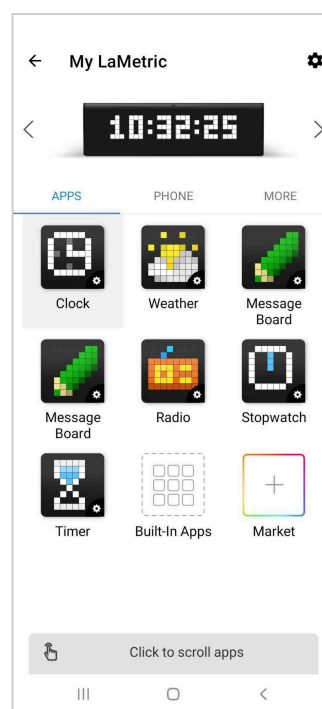 My LaMetric
10:32:25
APPS PHONE MORE
Clock Weather Message
Board
Message Radio Stopwatch
Board
Timer Built-In Apps Market
Click to scroll apps